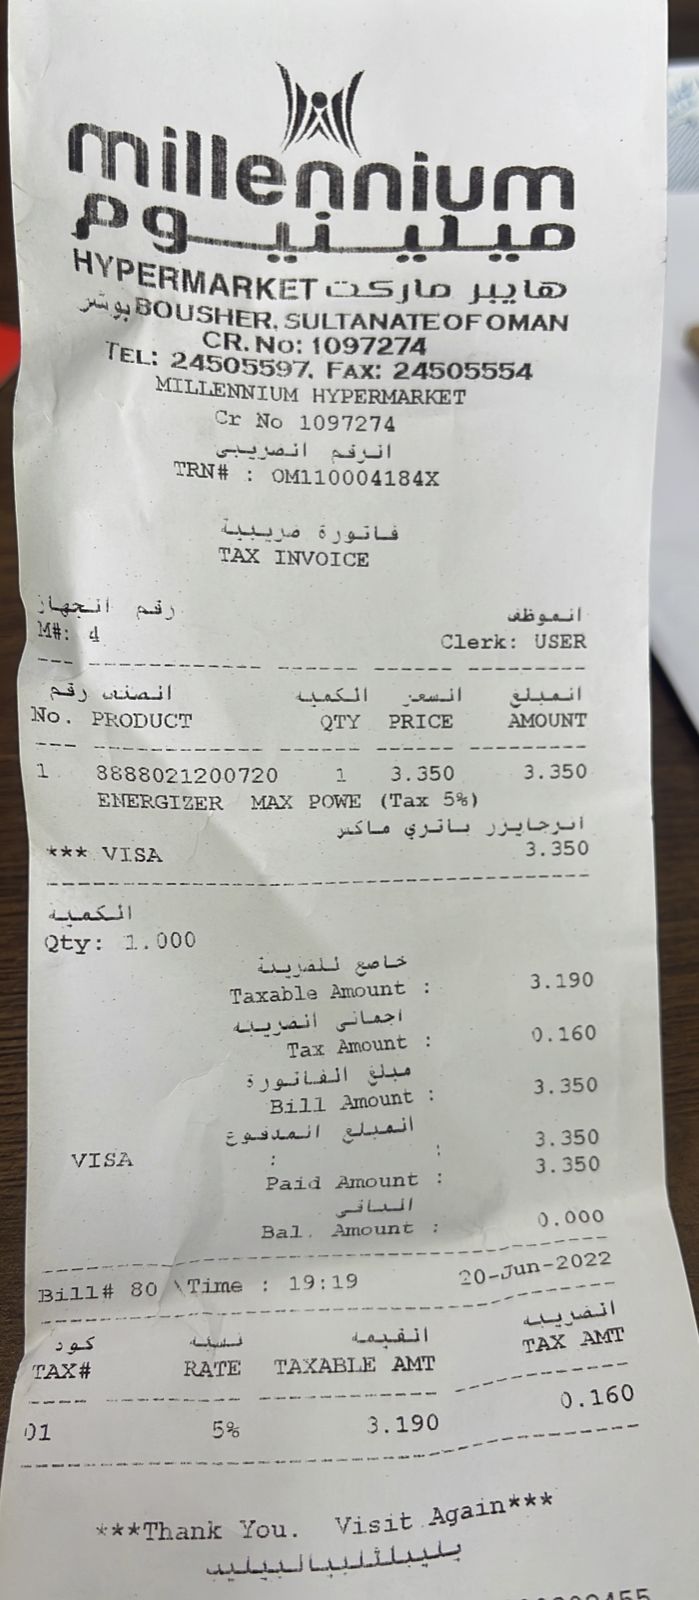 millennium
ميلينيوم
HYPERMARKET هايبر ماركت
بوشر BOUSHER, SULTANATE OF OMAN
CR. No: 1097274
TEL: 24505597, FAX: 24505554
MILLENNIUM HYPERMARKET
Cr No 1097274
الرقم الضريبي
TRN# : OM110004184X
فاتورة ضريبية
TAX INVOICE
رقم الجهاز الموظف
M#: 4 Clerk: USER
رقم الصنف الكميه السعر المبلغ
No. PRODUCT QTY PRICE AMOUNT
1 8888021200720 1 3.350 3.350
ENERGIZER MAX POWE (Tax 5%)
انرجايزر باتري ماكس
*** VISA 3.350
الكمية
Qty: 1.000
خاضع للضريبة
Taxable Amount : 3.190
اجمالي الضريبه
Tax Amount : 0.160
مبلغ الفاتورة
Bill Amount : 3.350
المبلغ المدفوع
VISA : : 3.350
Paid Amount : 3.350
الباقي
Bal. Amount : 0.000
Bill# 80 \Time : 19:19 20-Jun-2022
كود نسبه القيمه الضريبه
TAX# RATE TAXABLE AMT TAX AMT
01 5% 3.190 0.160
***Thank You. Visit Again***